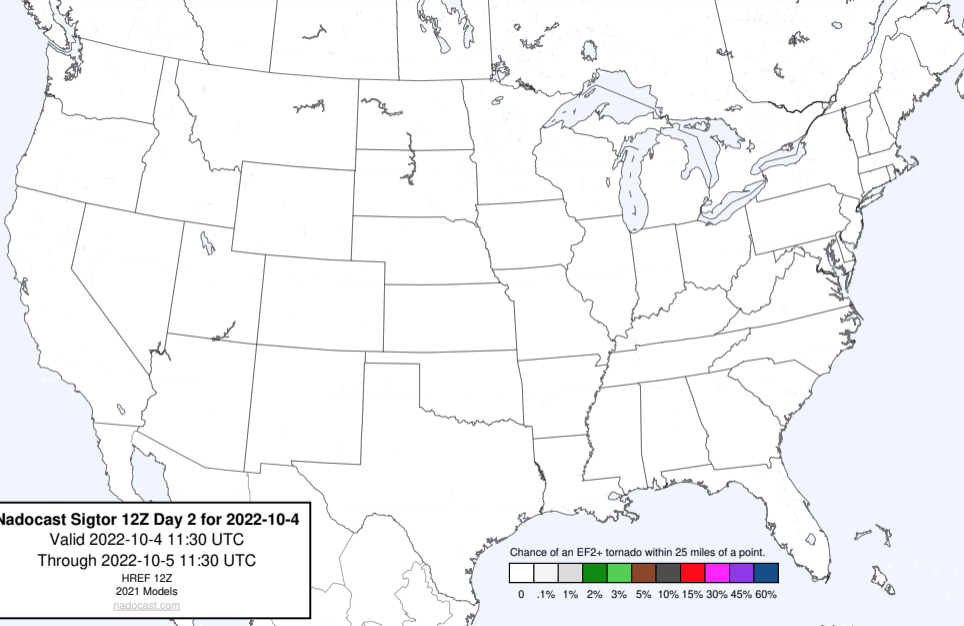 Nadocast Sigtor 12Z Day 2 for 2022-10-4
Valid 2022-10-4 11:30 UTC
Through 2022-10-5 11:30 UTC
HREF 12Z
2021 Models
nadocast.com
Chance of an EF2+ tornado within 25 miles of a point.
0 .1% 1% 2% 3% 5% 10% 15% 30% 45% 60%